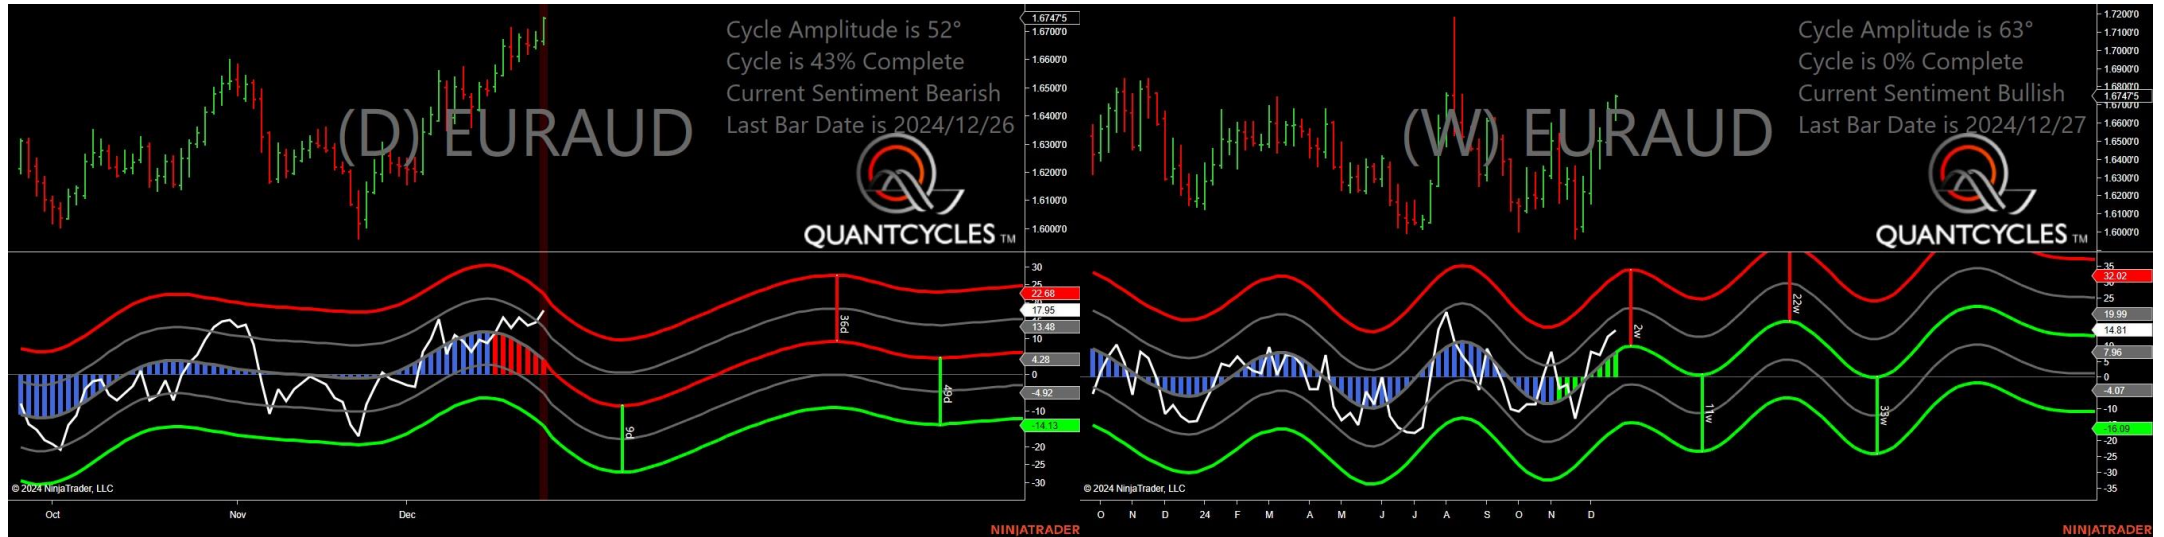 Cycle Amplitude is 52°
Cycle is 43% Complete
Current Sentiment Bearish
Last Bar Date is 2024/12/26
(D) EURAUD
QUANTCYCLES TM
1.6747'5
1.6700'0
1.6600'0
1.6500'0
1.6400'0
1.6300'0
1.6200'0
1.6100'0
1.6000'0
30
25
22.68
17.95
13.48
10
4.28
0
-4.92
-10
-14.13
-20
-25
-30
36d
49d
9d
© 2024 NinjaTrader, LLC
Oct
Nov
Dec
NINJATRADER
Cycle Amplitude is 63°
Cycle is 0% Complete
Current Sentiment Bullish
Last Bar Date is 2024/12/27
(W) EURAUD
QUANTCYCLES TM
1.7200'0
1.7100'0
1.7000'0
1.6900'0
1.6800'0
1.6747'5
1.6700'0
1.6600'0
1.6500'0
1.6400'0
1.6300'0
1.6200'0
1.6100'0
1.6000'0
35
32.02
25
19.99
14.81
7.96
0
-4.07
-10
-16.09
-20
-25
-30
-35
2w
22w
11w
33w
© 2024 NinjaTrader, LLC
O N D 24 F M A M J J A S O N D
NINJATRADER